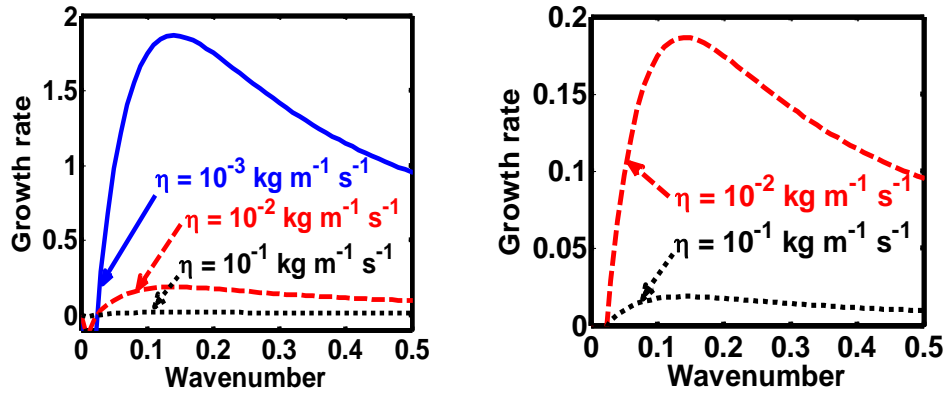 2
1.5
1
0.5
0
Growth rate
η = 10⁻³ kg m⁻¹ s⁻¹
η = 10⁻² kg m⁻¹ s⁻¹
η = 10⁻¹ kg m⁻¹ s⁻¹
0 0.1 0.2 0.3 0.4 0.5
Wavenumber
0.2
0.15
0.1
0.05
0
Growth rate
η = 10⁻² kg m⁻¹ s⁻¹
η = 10⁻¹ kg m⁻¹ s⁻¹
0 0.1 0.2 0.3 0.4 0.5
Wavenumber